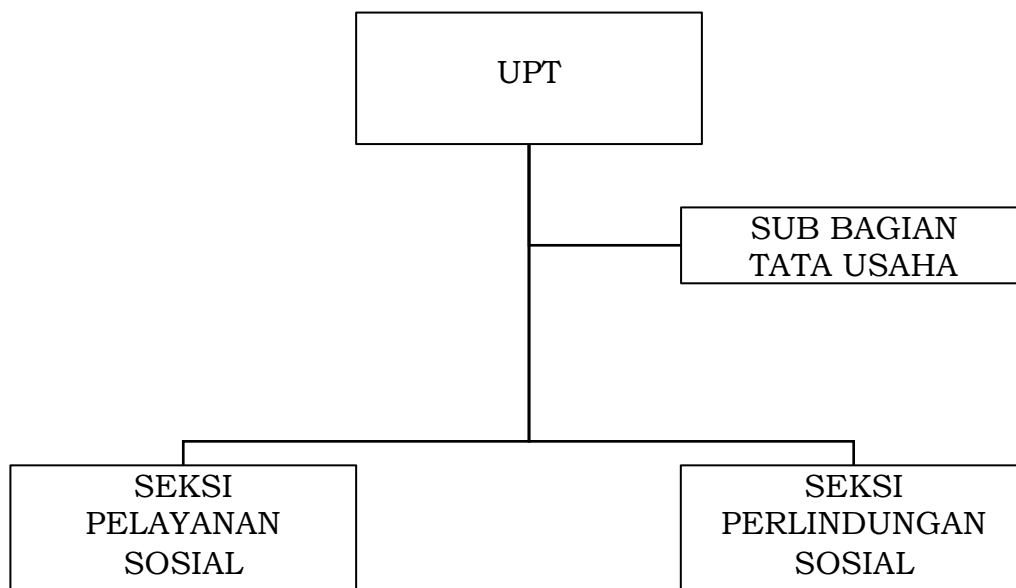 UPT
SUB BAGIAN
TATA USAHA
SEKSI
PELAYANAN
SOSIAL
SEKSI
PERLINDUNGAN
SOSIAL